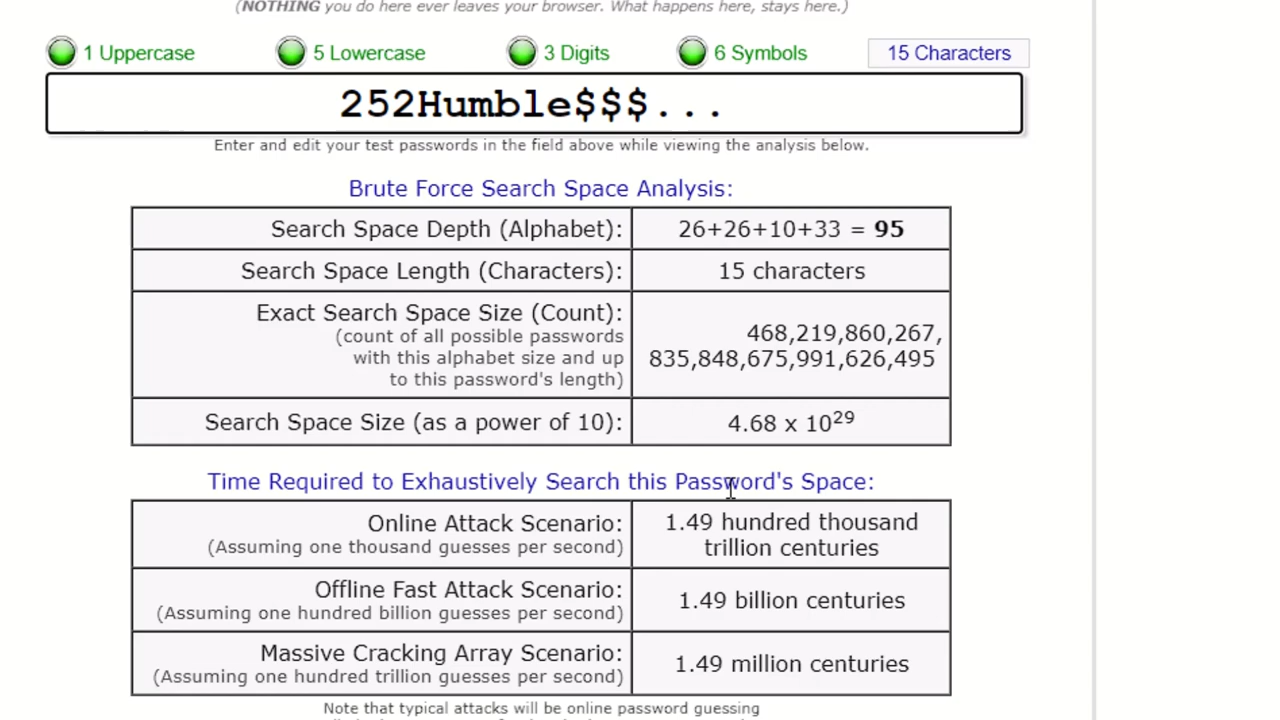 (NOTHING you do here ever leaves your browser. What happens here, stays here.)
1 Uppercase 5 Lowercase 3 Digits 6 Symbols 15 Characters
252Humble$$$...
Enter and edit your test passwords in the field above while viewing the analysis below.
Brute Force Search Space Analysis:
Search Space Depth (Alphabet): 26+26+10+33 = 95
Search Space Length (Characters): 15 characters
Exact Search Space Size (Count):
(count of all possible passwords
with this alphabet size and up
to this password's length)
468,219,860,267,
835,848,675,991,626,495
Search Space Size (as a power of 10): 4.68 x 10²⁹
Time Required to Exhaustively Search this Password's Space:
Online Attack Scenario:
(Assuming one thousand guesses per second)
1.49 hundred thousand
trillion centuries
Offline Fast Attack Scenario:
(Assuming one hundred billion guesses per second)
1.49 billion centuries
Massive Cracking Array Scenario:
(Assuming one hundred trillion guesses per second)
1.49 million centuries
Note that typical attacks will be online password guessing